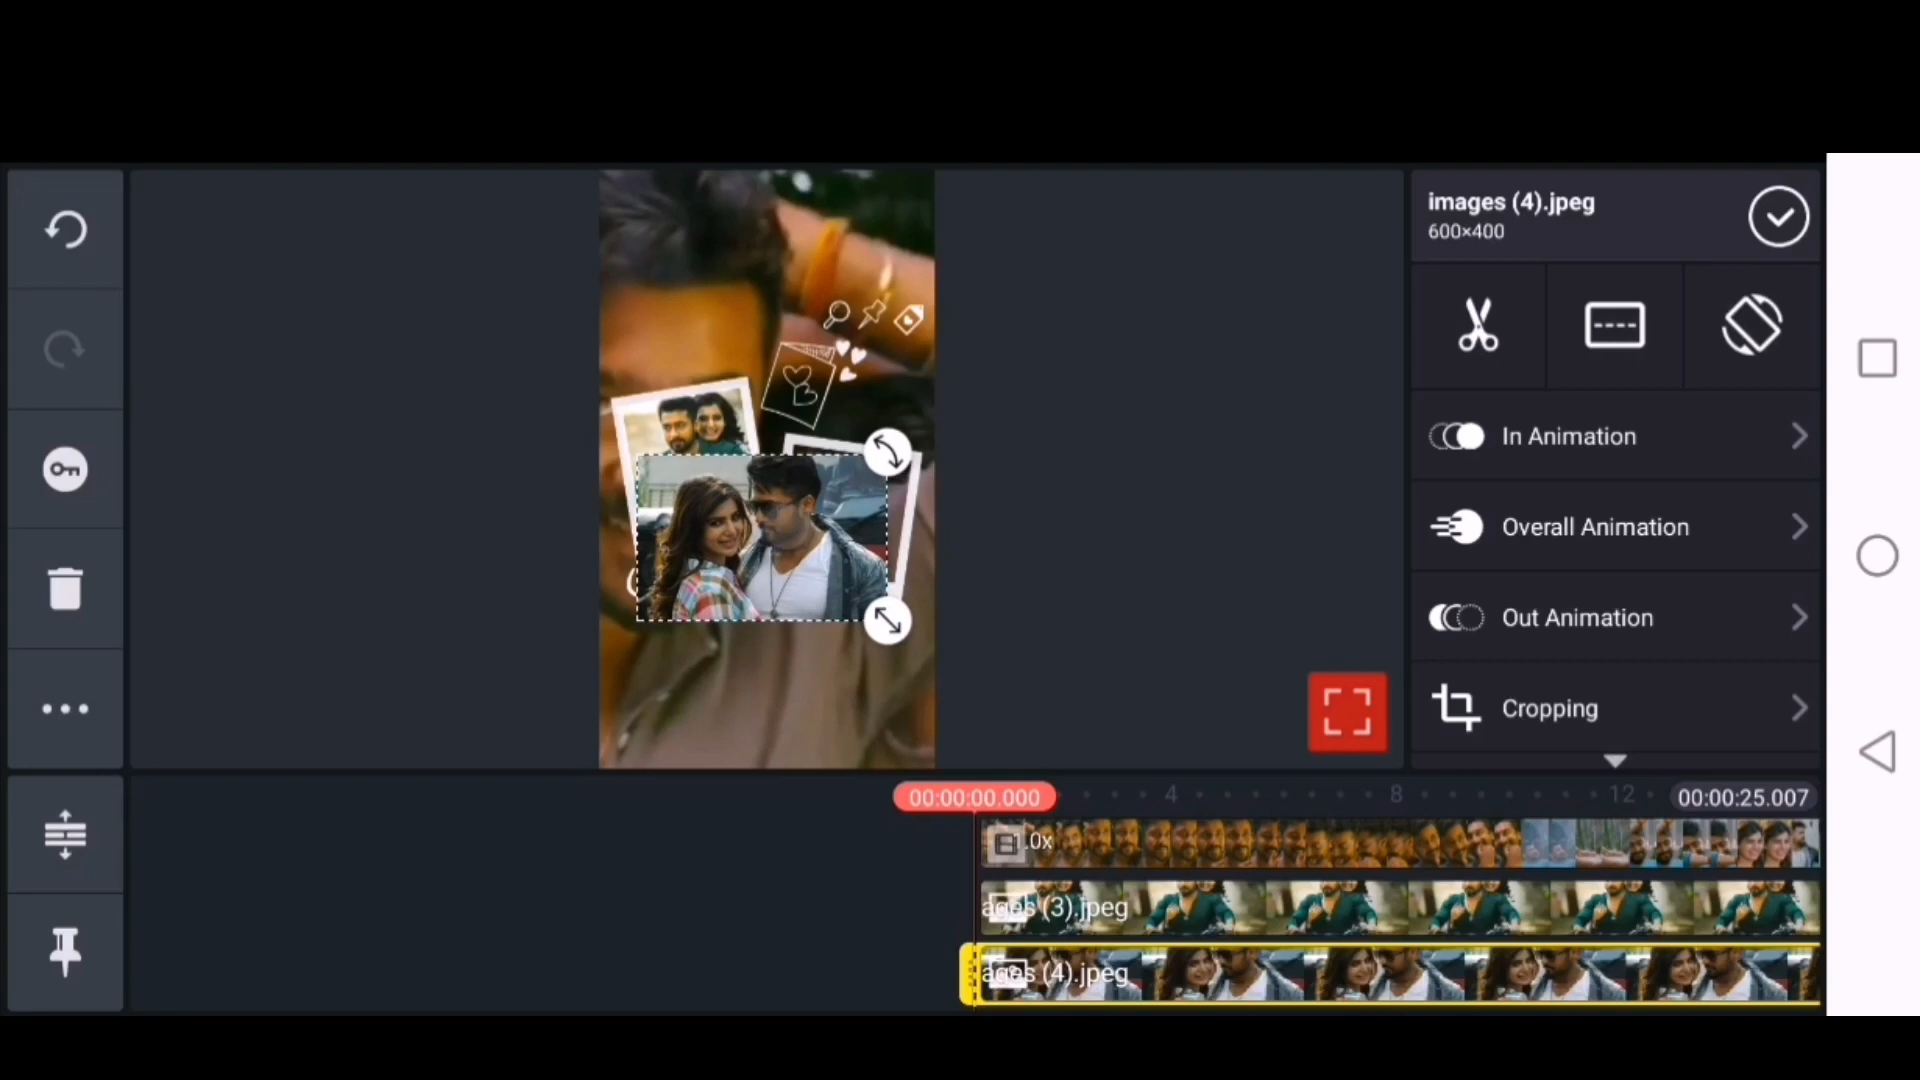 images (4).jpeg
600×400
In Animation
Overall Animation
Out Animation
Cropping
00:00:00.000
4
8
12
00:00:25.007
1.0x
ages (3).jpeg
ages (4).jpeg